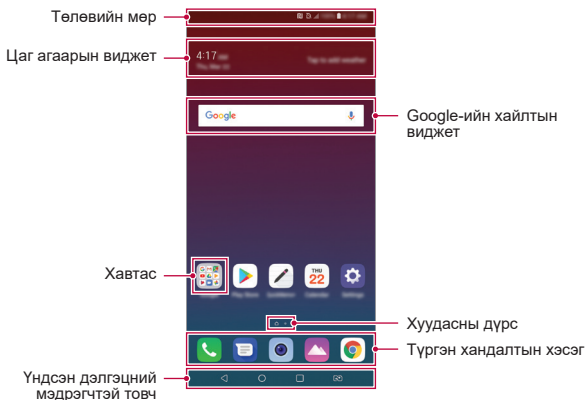 Төлөвийн мөр
Цаг агаарын виджет
4:17
Google
Google-ийн хайлтын
виджет
Хавтас
THU
22
Хуудасны дүрс
Түргэн хандалтын хэсэг
Үндсэн дэлгэцний
мэдрэгчтэй товч